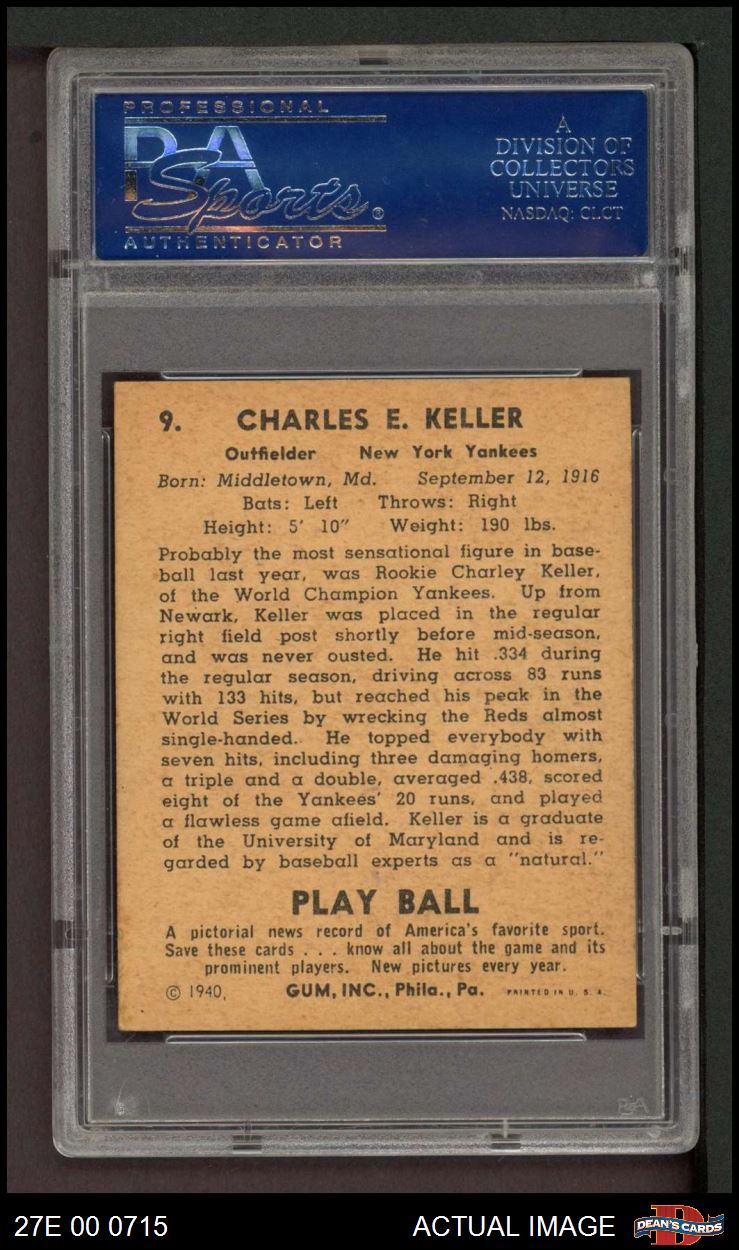 PROFESSIONAL
PSA
Sports®
AUTHENTICATOR
A
DIVISION OF
COLLECTORS
UNIVERSE
NASDAQ: CLCT
9. CHARLES E. KELLER
Outfielder New York Yankees
Born: Middletown, Md. September 12, 1916
Bats: Left Throws: Right
Height: 5' 10" Weight: 190 lbs.
Probably the most sensational figure in base-
ball last year, was Rookie Charley Keller,
of the World Champion Yankees. Up from
Newark, Keller was placed in the regular
right field post shortly before mid-season,
and was never ousted. He hit .334 during
the regular season, driving across 83 runs
with 133 hits, but reached his peak in the
World Series by wrecking the Reds almost
single-handed. He topped everybody with
seven hits, including three damaging homers,
a triple and a double, averaged .438, scored
eight of the Yankees' 20 runs, and played
a flawless game afield. Keller is a graduate
of the University of Maryland and is re-
garded by baseball experts as a "natural."
PLAY BALL
A pictorial news record of America's favorite sport.
Save these cards . . . know all about the game and its
prominent players. New pictures every year.
© 1940, GUM, INC., Phila., Pa. PRINTED IN U. S. A.
PSA
27E 00 0715 ACTUAL IMAGE DEAN'S CARDS